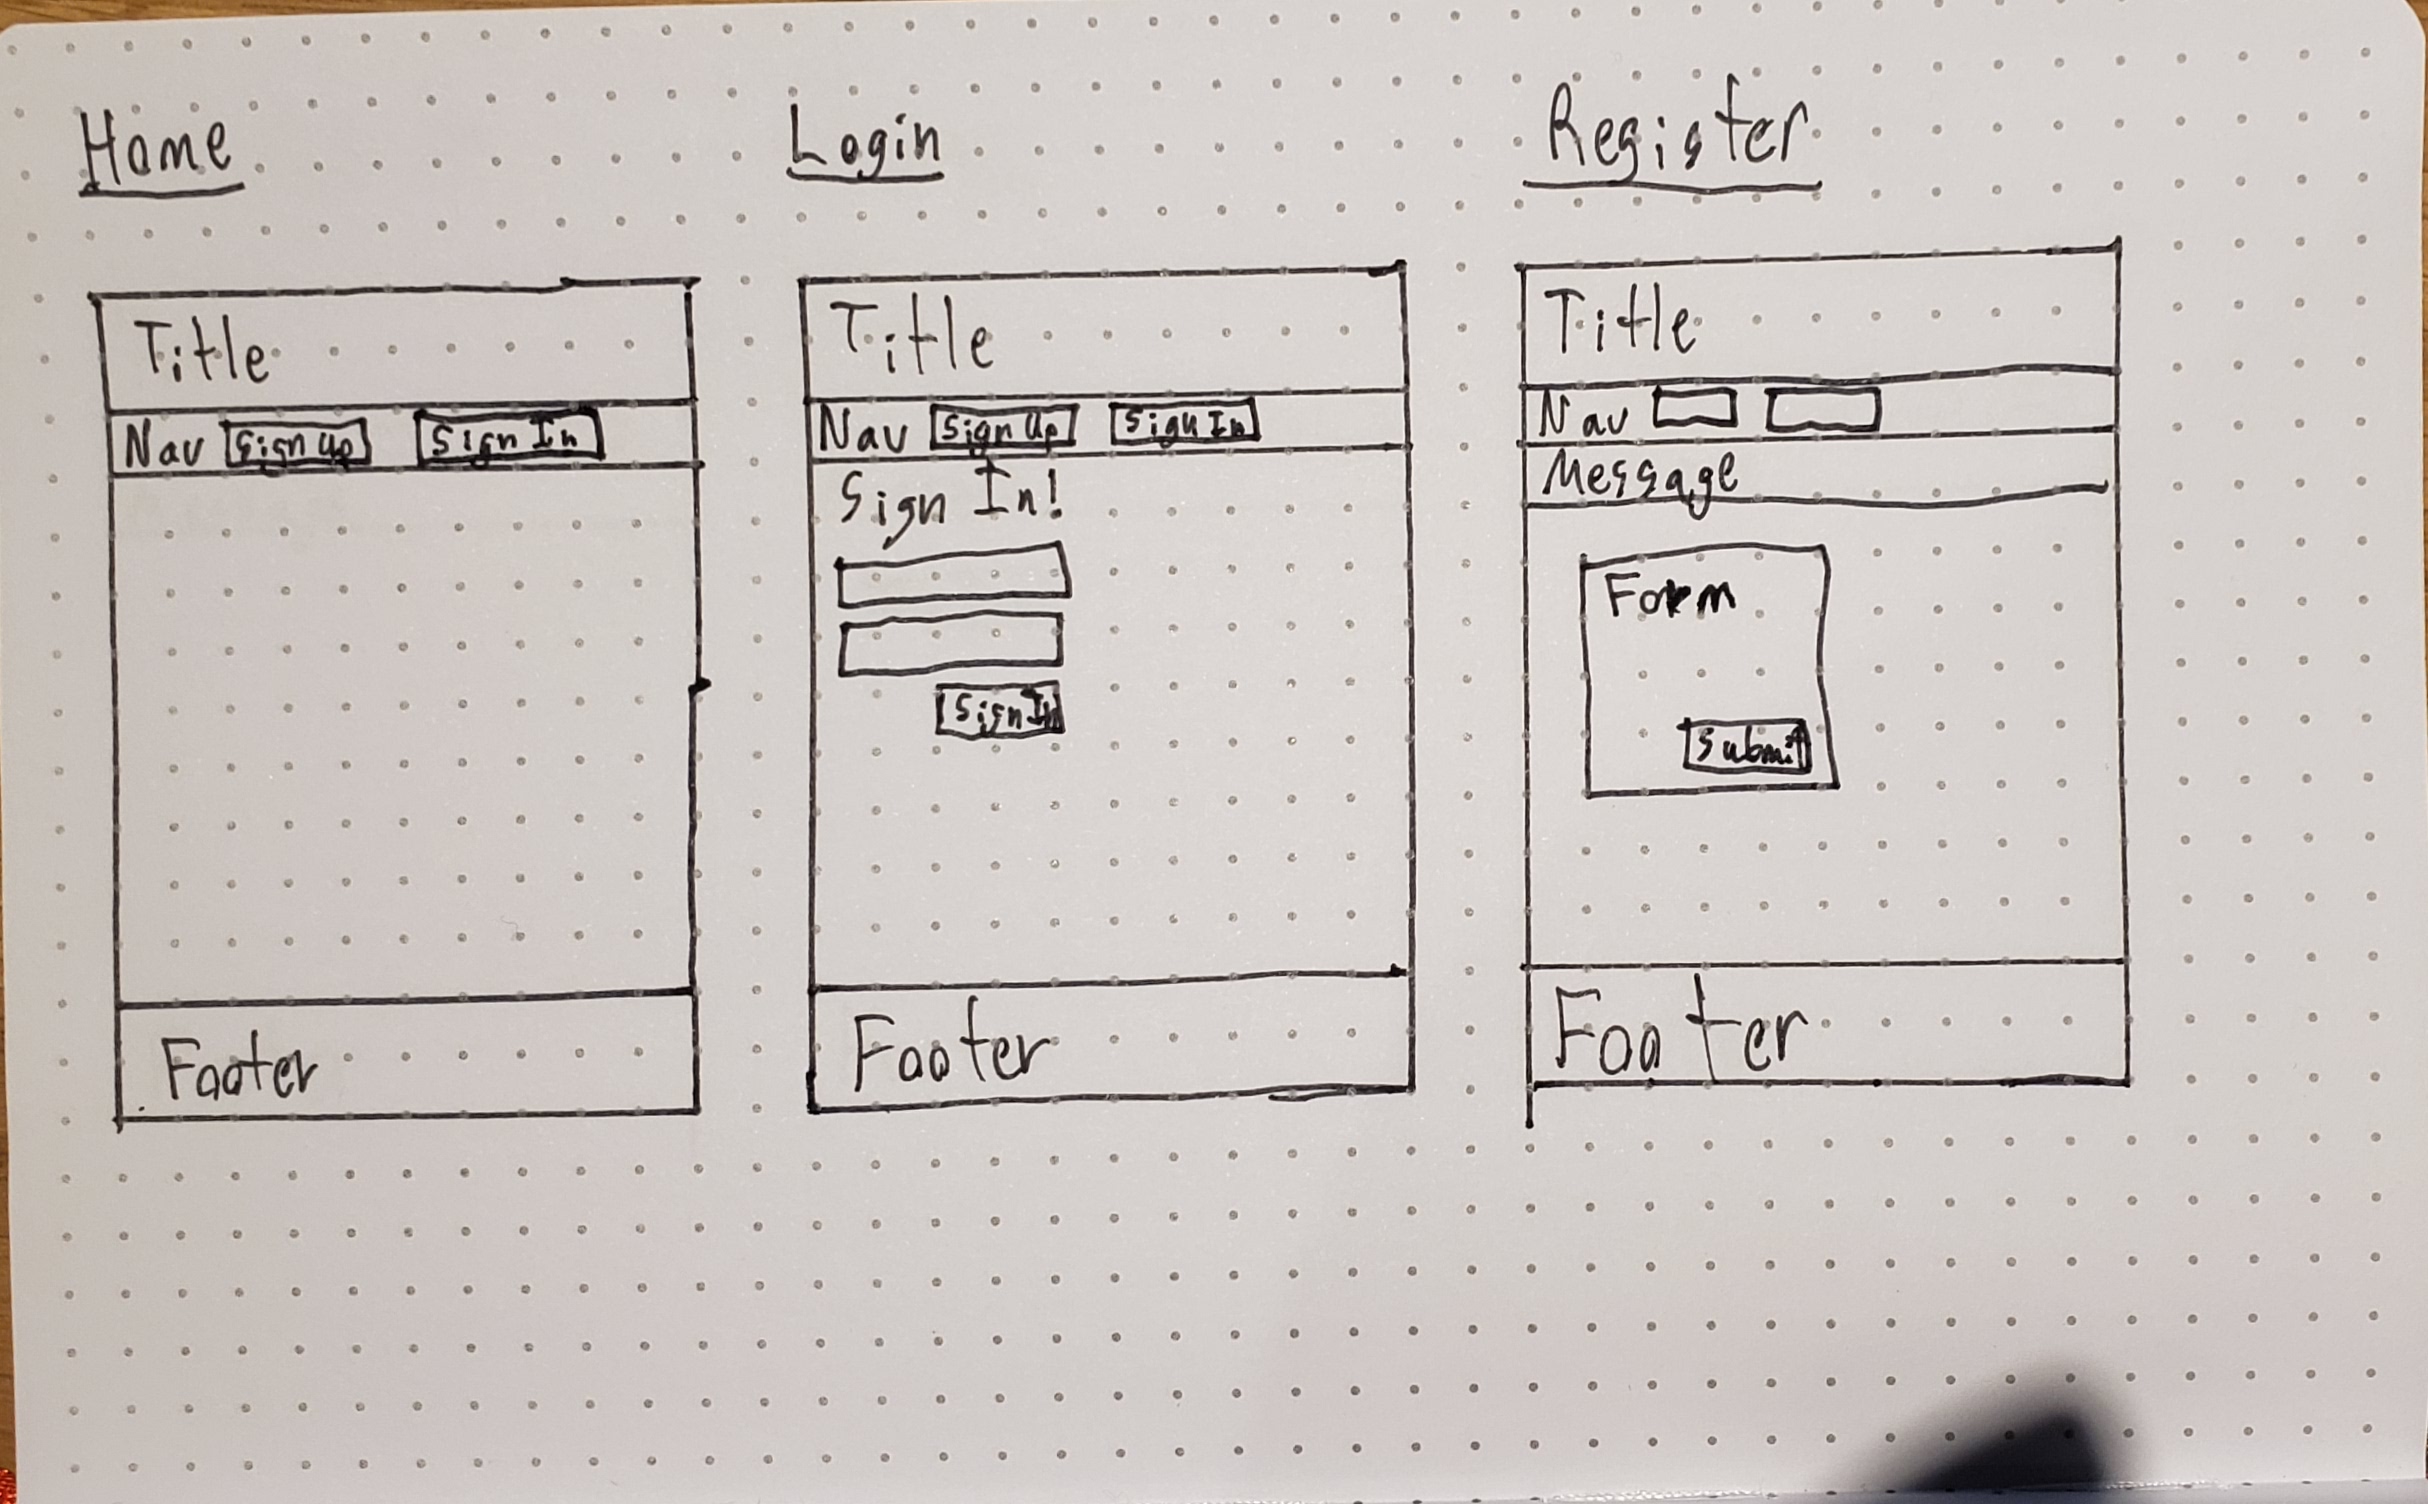 Home
Title
Nav Sign up Sign In
Footer
Login
Title
Nav Sign Up Sign In
Sign In!
Sign In
Footer
Register
Title
Nav
Message
Form
Submit
Footer